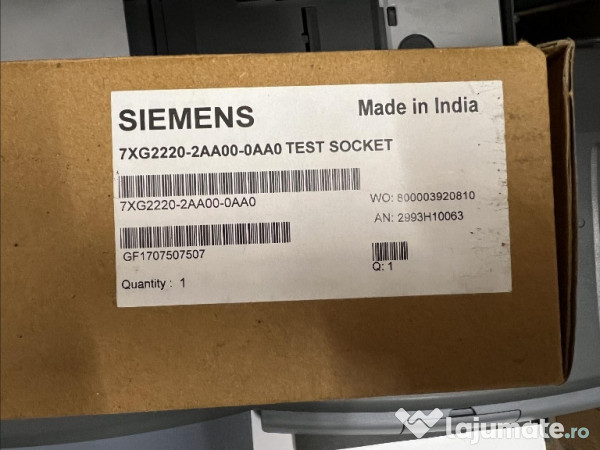 SIEMENS
Made in India
7XG2220-2AA00-0AA0 TEST SOCKET
7XG2220-2AA00-0AA0
WO: 800003920810
AN: 2993H10063
GF1707507507
Q: 1
Quantity : 1
Lajumate.ro